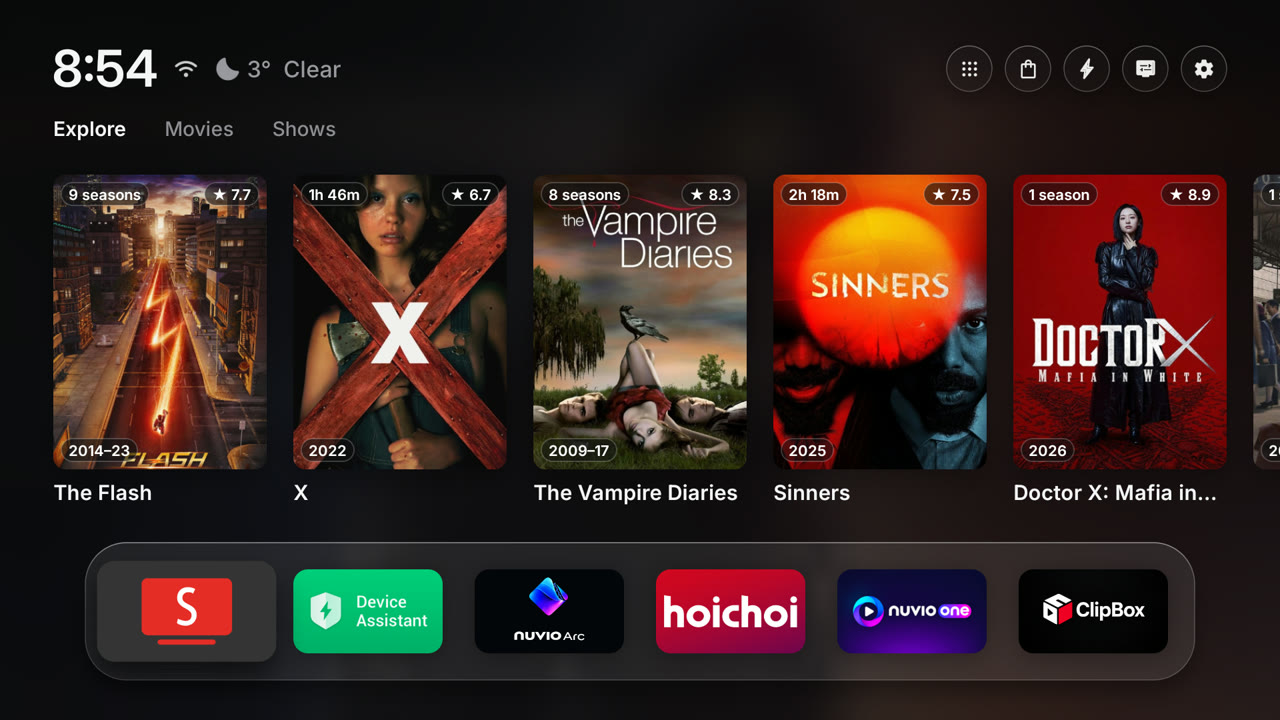 8:54 3° Clear
Explore Movies Shows
9 seasons ★ 7.7
1h 46m ★ 6.7
8 seasons ★ 8.3
2h 18m ★ 7.5
1 season ★ 8.9
the Vampire
Diaries
X
SINNERS
DOCTOR X
MAFIA IN WHITE
2014–23
FLASH
2022
2009–17
2025
2026
The Flash
X
The Vampire Diaries
Sinners
Doctor X: Mafia in...
S
Device
Assistant
nuvio Arc
hoichoi
nuvio one
ClipBox